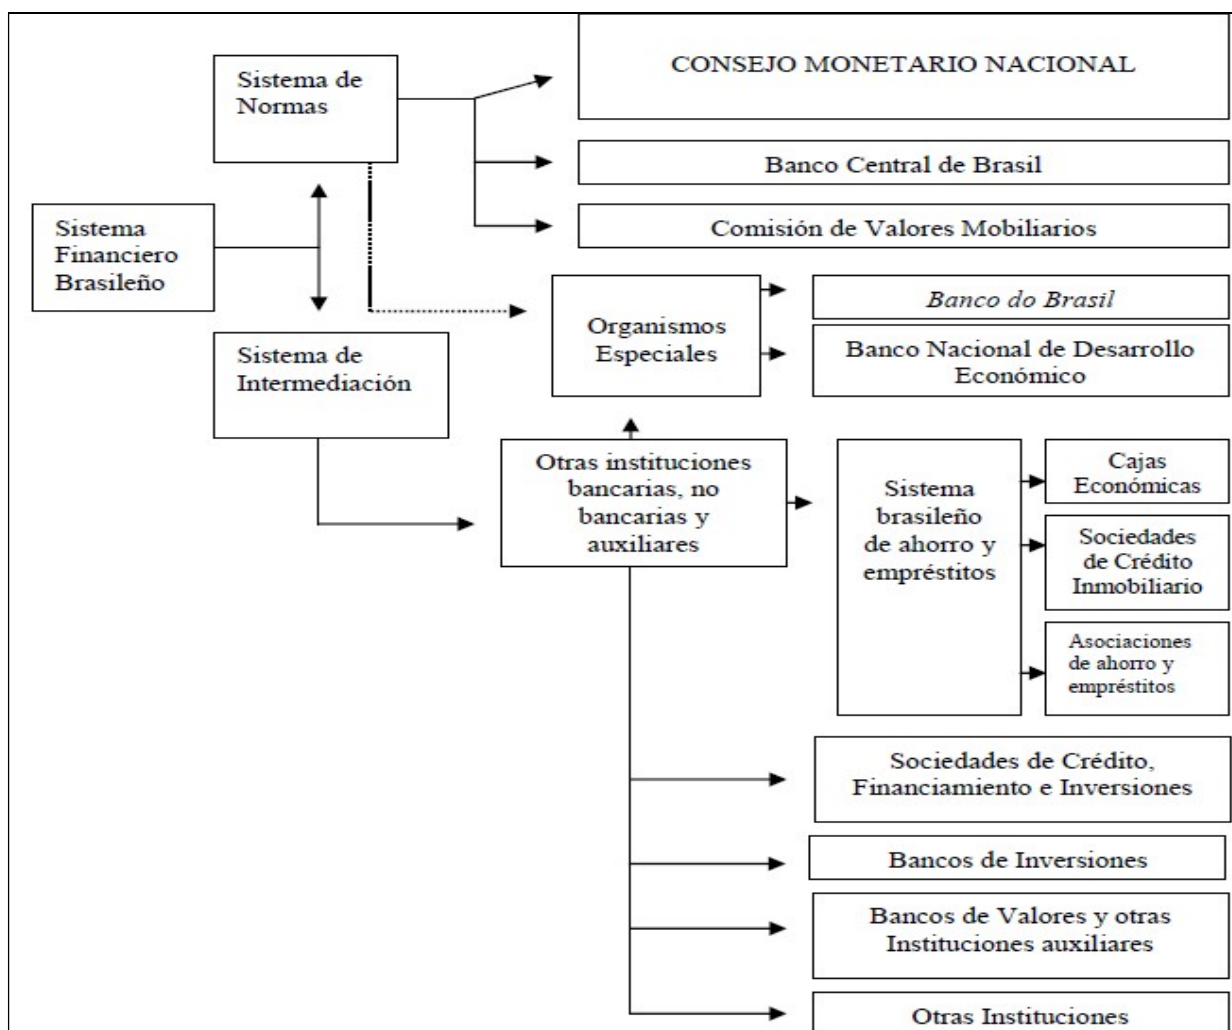 Sistema de
Normas
CONSEJO MONETARIO NACIONAL
Banco Central de Brasil
Comisión de Valores Mobiliarios
Sistema
Financiero
Brasileño
Organismos
Especiales
Banco do Brasil
Banco Nacional de Desarrollo
Económico
Sistema de
Intermediación
Otras instituciones
bancarias, no
bancarias y
auxiliares
Sistema
brasileño
de ahorro y
empréstitos
Cajas
Económicas
Sociedades
de Crédito
Inmobiliario
Asociaciones
de ahorro y
empréstitos
Sociedades de Crédito,
Financiamiento e Inversiones
Bancos de Inversiones
Bancos de Valores y otras
Instituciones auxiliares
Otras Instituciones